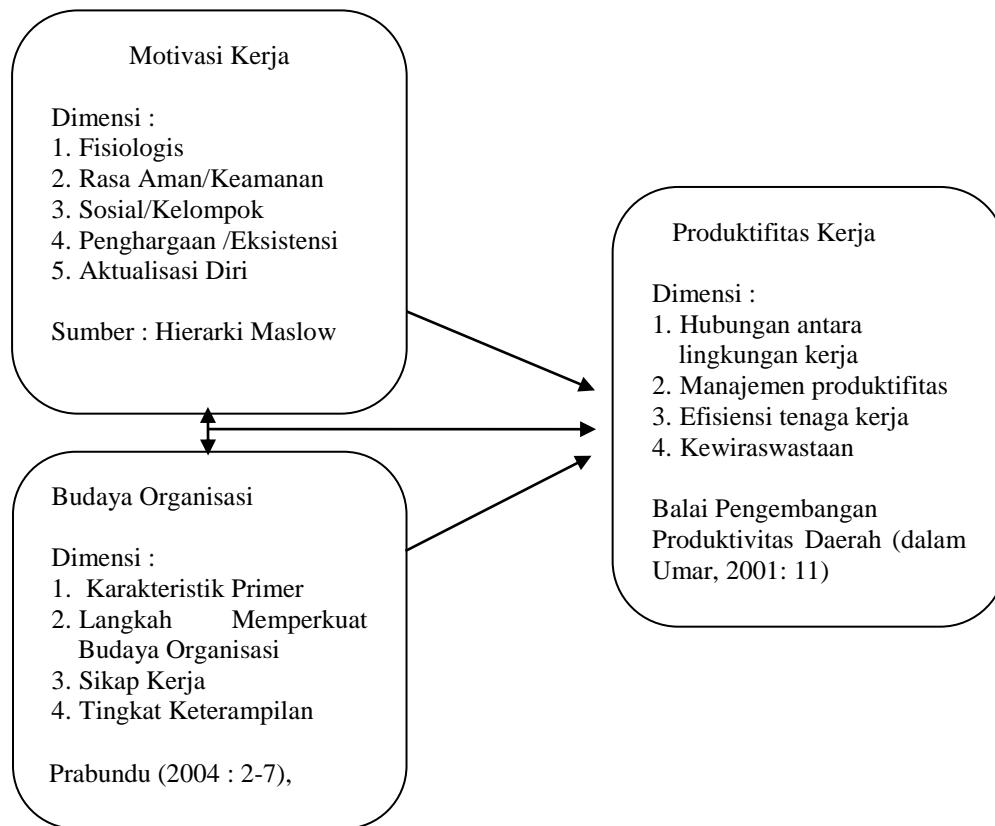 Motivasi Kerja
Dimensi :
1. Fisiologis
2. Rasa Aman/Keamanan
3. Sosial/Kelompok
4. Penghargaan /Eksistensi
5. Aktualisasi Diri
Sumber : Hierarki Maslow
Budaya Organisasi
Dimensi :
1. Karakteristik Primer
2. Langkah Memperkuat
Budaya Organisasi
3. Sikap Kerja
4. Tingkat Keterampilan
Prabundu (2004 : 2-7),
Produktifitas Kerja
Dimensi :
1. Hubungan antara
lingkungan kerja
2. Manajemen produktifitas
3. Efisiensi tenaga kerja
4. Kewiraswastaan
Balai Pengembangan
Produktivitas Daerah (dalam
Umar, 2001: 11)